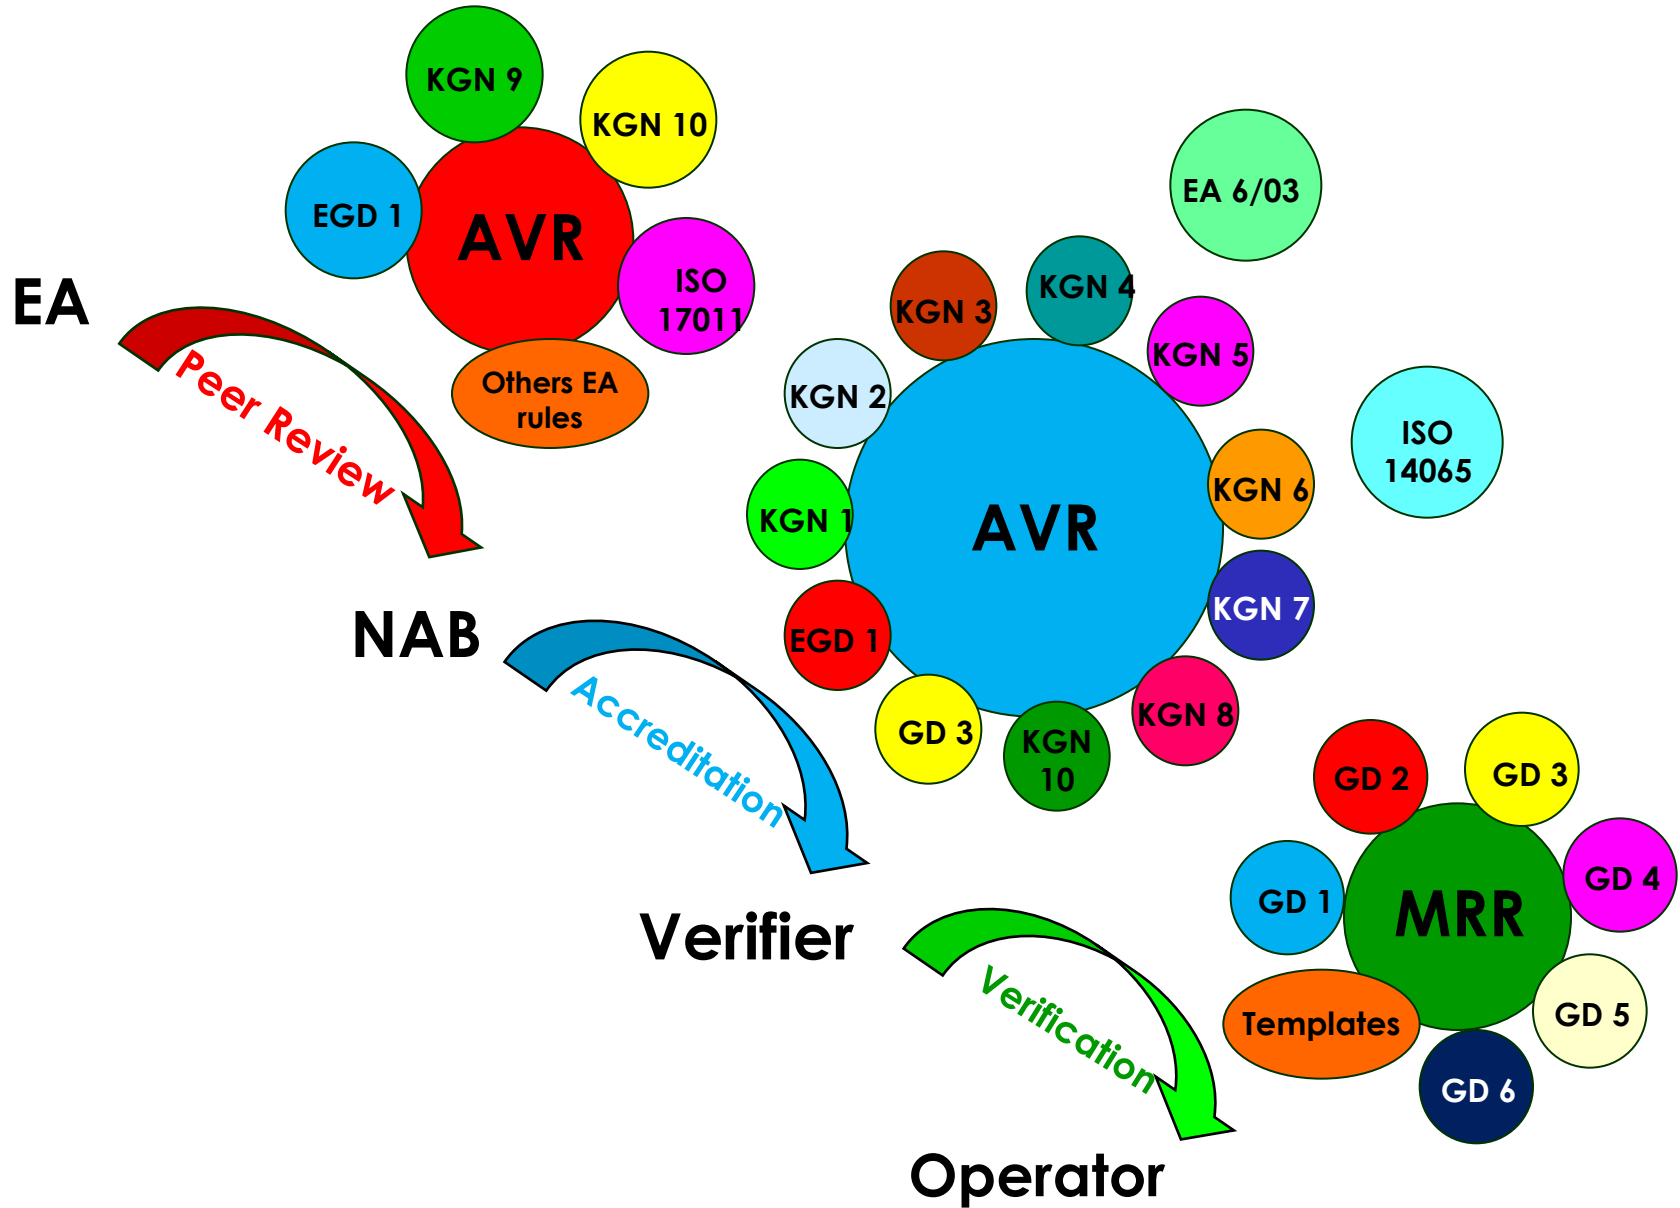 KGN 9
KGN 10
EGD 1
AVR
ISO
17011
Others EA
rules
EA
Peer Review
EA 6/03
KGN 3
KGN 4
KGN 5
KGN 2
ISO
14065
KGN 1
AVR
KGN 6
KGN 7
EGD 1
GD 3
KGN
10
KGN 8
NAB
Accreditation
GD 2
GD 3
GD 1
MRR
GD 4
Templates
GD 5
GD 6
Verifier
Verification
Operator